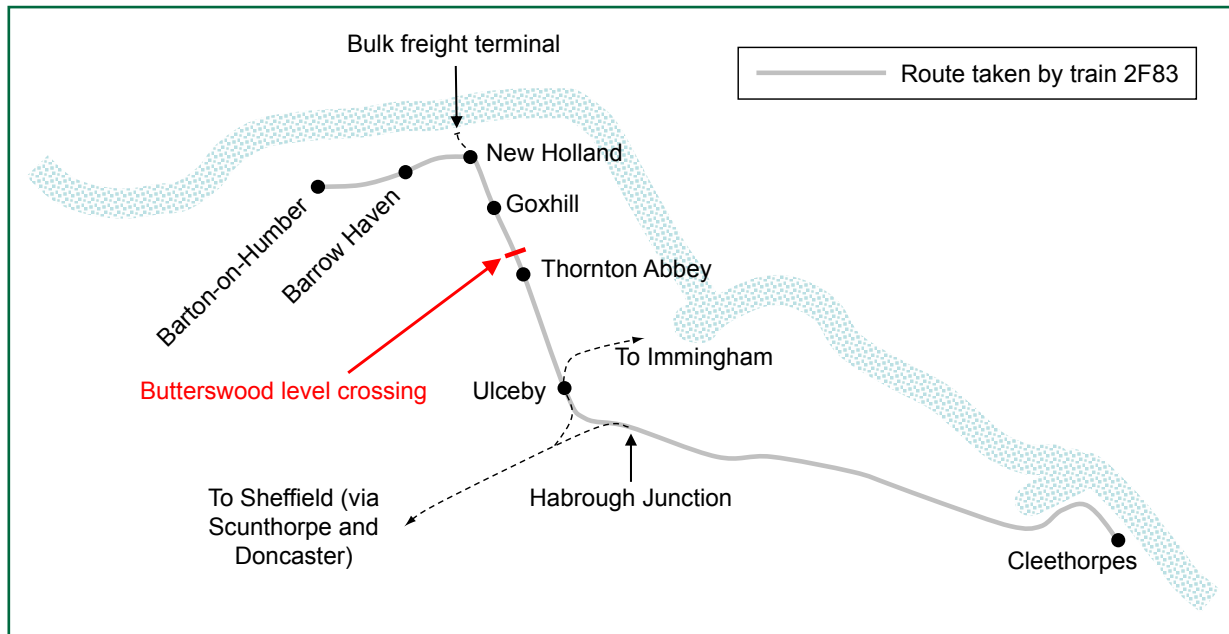 Bulk freight terminal
Route taken by train 2F83
New Holland
Goxhill
Barton-on-Humber
Barrow Haven
Thornton Abbey
Butterswood level crossing
To Immingham
Ulceby
To Sheffield (via
Scunthorpe and
Doncaster)
Habrough Junction
Cleethorpes